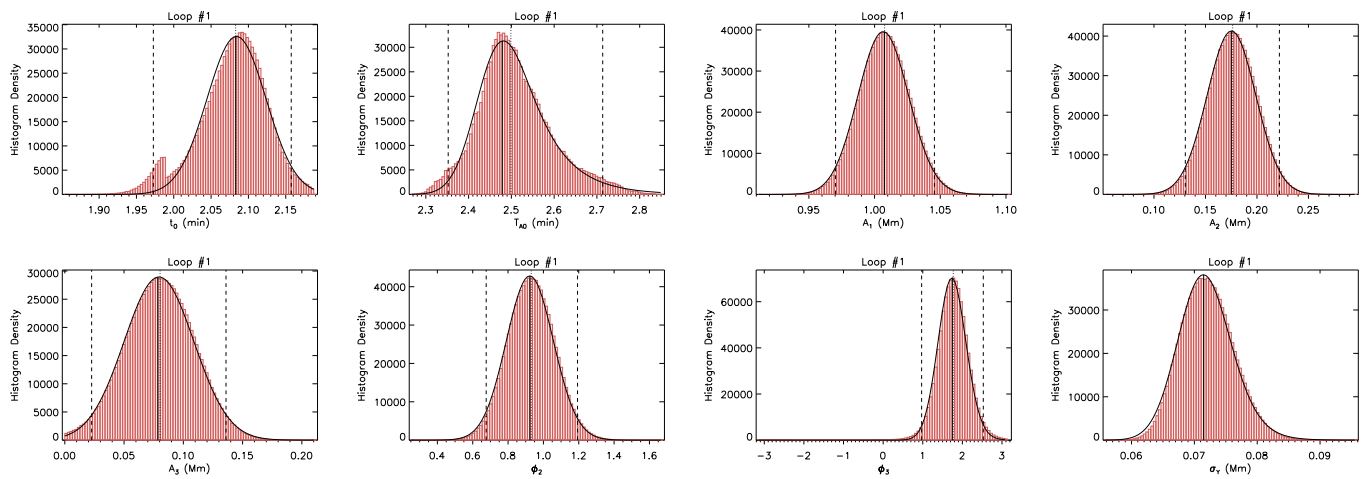 Loop #1
Loop #1
Loop #1
Loop #1
Histogram Density
35000
30000
25000
20000
15000
10000
5000
0
1.90 1.95 2.00 2.05 2.10 2.15
t₀ (min)
Histogram Density
30000
25000
20000
15000
10000
5000
0
2.3 2.4 2.5 2.6 2.7 2.8
T_A0 (min)
Histogram Density
40000
30000
20000
10000
0
0.95 1.00 1.05 1.10
A₁ (Mm)
Histogram Density
40000
30000
20000
10000
0
0.10 0.15 0.20 0.25
A₂ (Mm)
Loop #1
Loop #1
Loop #1
Loop #1
Histogram Density
30000
25000
20000
15000
10000
5000
0
0.00 0.05 0.10 0.15 0.20
A₃ (Mm)
Histogram Density
40000
30000
20000
10000
0
0.4 0.6 0.8 1.0 1.2 1.4 1.6
ϕ₂
Histogram Density
60000
40000
20000
0
−3 −2 −1 0 1 2 3
ϕ₃
Histogram Density
30000
20000
10000
0
0.06 0.07 0.08 0.09
σ_Y (Mm)